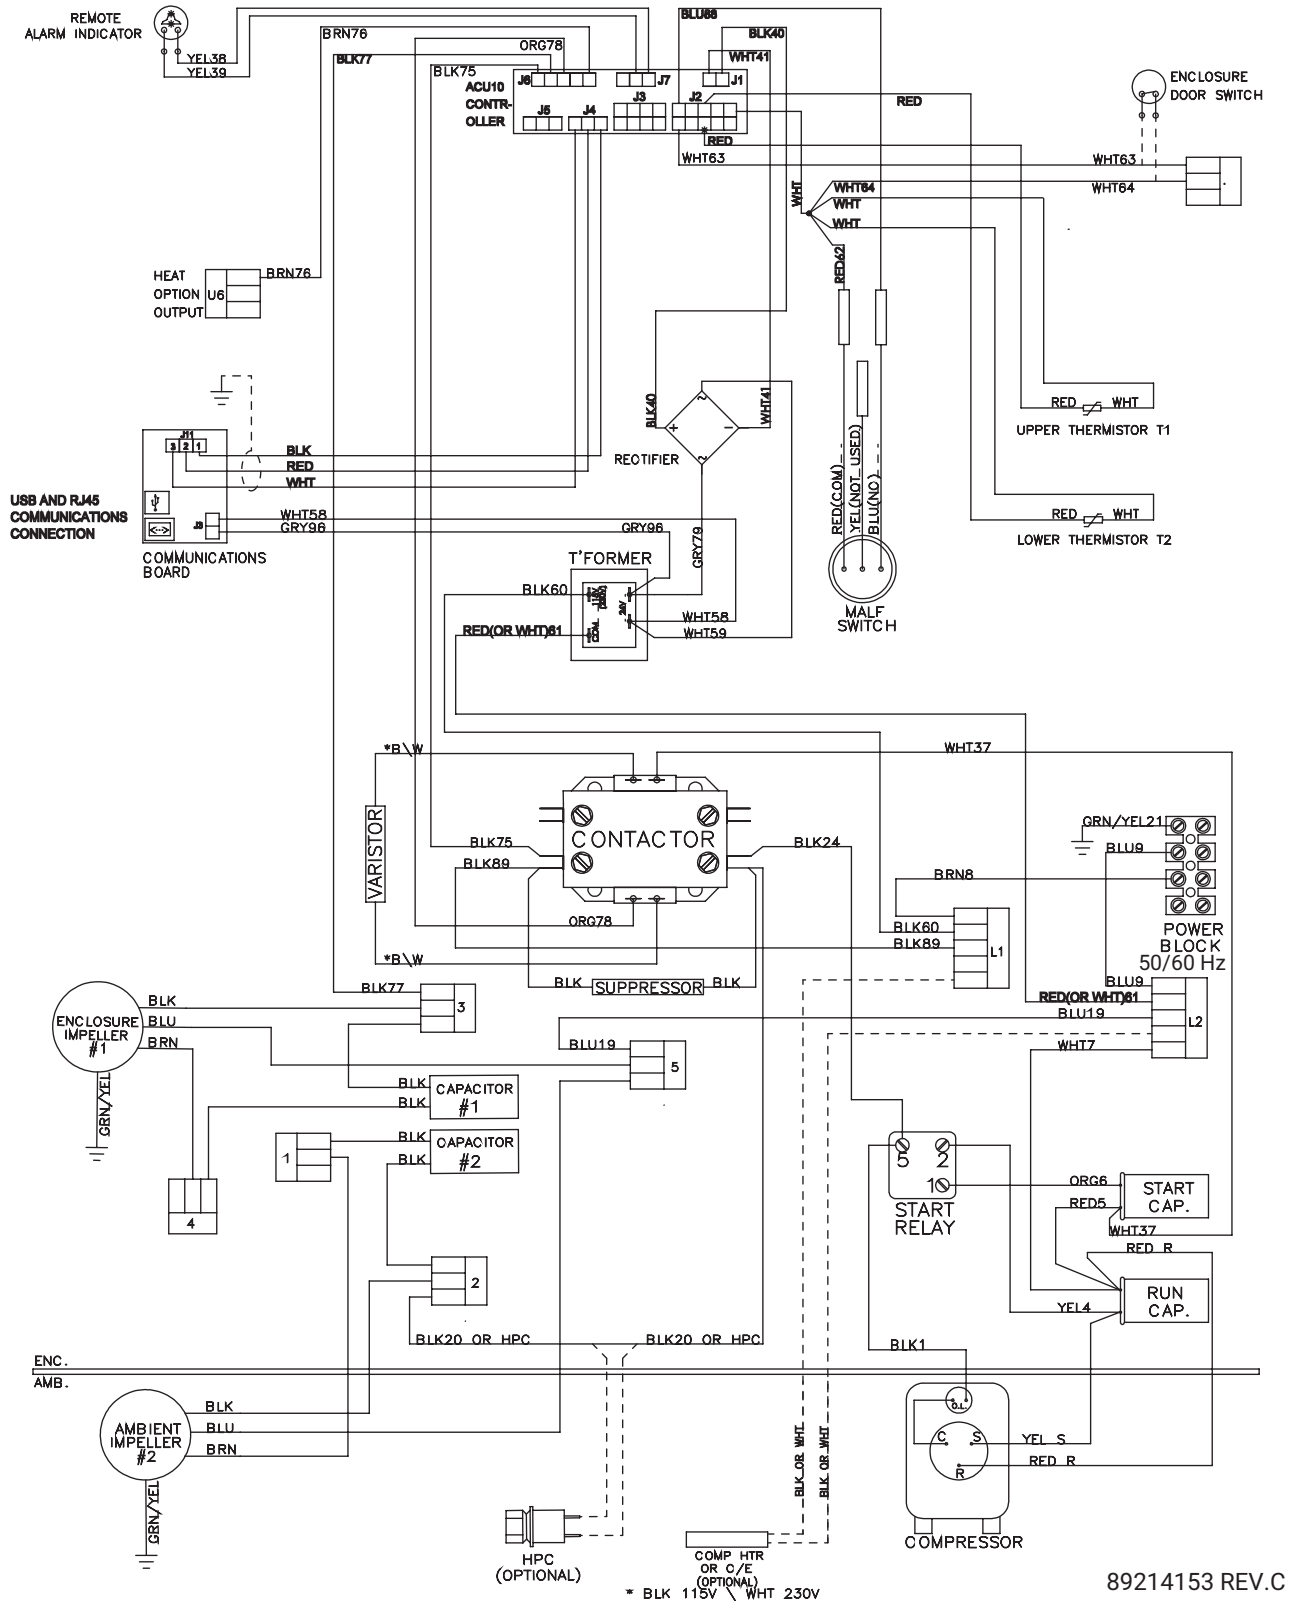 REMOTE
ALARM INDICATOR
YEL38
YEL39
BRN76
BLK77
ORG78
BLK75
BLU68
BLK40
WHT41
J6
J7
J1
ACU10
CONTR-
OLLER
J5
J4
J3
J2
RED
RED
WHT63
WHT63
WHT64
ENCLOSURE
DOOR SWITCH
WHT
WHT64
WHT
WHT
RED62
HEAT
OPTION
OUTPUT
U6
BRN76
BLK40
WHT41
RECTIFIER
+
~
−
~
RED
WHT
UPPER THERMISTOR T1
RED
WHT
LOWER THERMISTOR T2
RED(COM)
YEL(NOT USED)
BLU(NO)
MALF
SWITCH
J11
3 2 1
BLK
RED
WHT
USB AND RJ45
COMMUNICATIONS
CONNECTION
WHT58
GRY96
COMMUNICATIONS
BOARD
GRY96
GRY79
T'FORMER
BLK60
115V
(230V)
24V
COM.
RED(OR WHT)61
WHT58
WHT59
*B\W
WHT37
VARISTOR
CONTACTOR
BLK75
BLK89
BLK24
ORG78
*B\W
BLK
SUPPRESSOR
BLK
GRN/YEL21
BLU9
BRN8
POWER
BLOCK
50/60 Hz
BLK60
BLK89
L1
BLU9
RED(OR WHT)61
BLU19
WHT7
L2
BLK77
3
ENCLOSURE
IMPELLER
#1
BLK
BLU
BRN
GRN/YEL
BLU19
5
BLK
BLK
CAPACITOR
#1
BLK
BLK
CAPACITOR
#2
1
4
2
5
2
1
START
RELAY
ORG6
RED5
START
CAP.
WHT37
RED R
RUN
CAP.
YEL4
BLK20 OR HPC
BLK20 OR HPC
BLK1
ENC.
AMB.
AMBIENT
IMPELLER
#2
BLK
BLU
BRN
GRN/YEL
BLK OR WHT
BLK OR WHT
O.L.
C
S
R
YEL S
RED R
COMPRESSOR
HPC
(OPTIONAL)
COMP HTR
OR C/E
(OPTIONAL)
* BLK 115V \ WHT 230V
89214153 REV.C